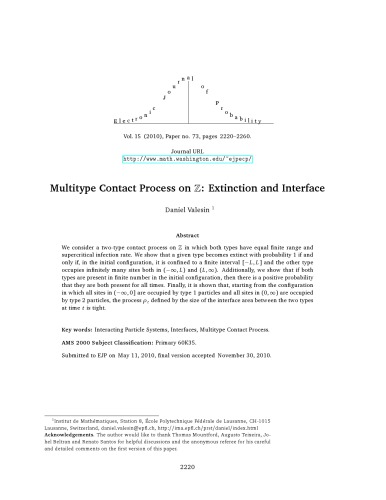 Electronic Journal of Probability
Vol. 15 (2010), Paper no. 73, pages 2220–2260.
Journal URL
http://www.math.washington.edu/~ejpecp/
Multitype Contact Process on ℤ: Extinction and Interface
Daniel Valesin 1
Abstract
We consider a two-type contact process on ℤ in which both types have equal finite range and
supercritical infection rate. We show that a given type becomes extinct with probability 1 if and
only if, in the initial configuration, it is confined to a finite interval [−L, L] and the other type
occupies infinitely many sites both in (−∞, L) and (L, ∞). Additionally, we show that if both
types are present in finite number in the initial configuration, then there is a positive probability
that they are both present for all times. Finally, it is shown that, starting from the configuration
in which all sites in (−∞, 0] are occupied by type 1 particles and all sites in (0, ∞) are occupied
by type 2 particles, the process ρt defined by the size of the interface area between the two types
at time t is tight.
Key words: Interacting Particle Systems, Interfaces, Multitype Contact Process.
AMS 2000 Subject Classification: Primary 60K35.
Submitted to EJP on May 11, 2010, final version accepted November 30, 2010.
1Institut de Mathématiques, Station 8, École Polytechnique Fédérale de Lausanne, CH-1015
Lausanne, Switzerland, daniel.valesin@epfl.ch, http://ima.epfl.ch/prst/daniel/index.html
Acknowledgements. The author would like to thank Thomas Mountford, Augusto Teixeira, Jo-
hel Beltran and Renato Santos for helpful discussions and the anonymous referee for his careful
and detailed comments on the first version of this paper.
2220